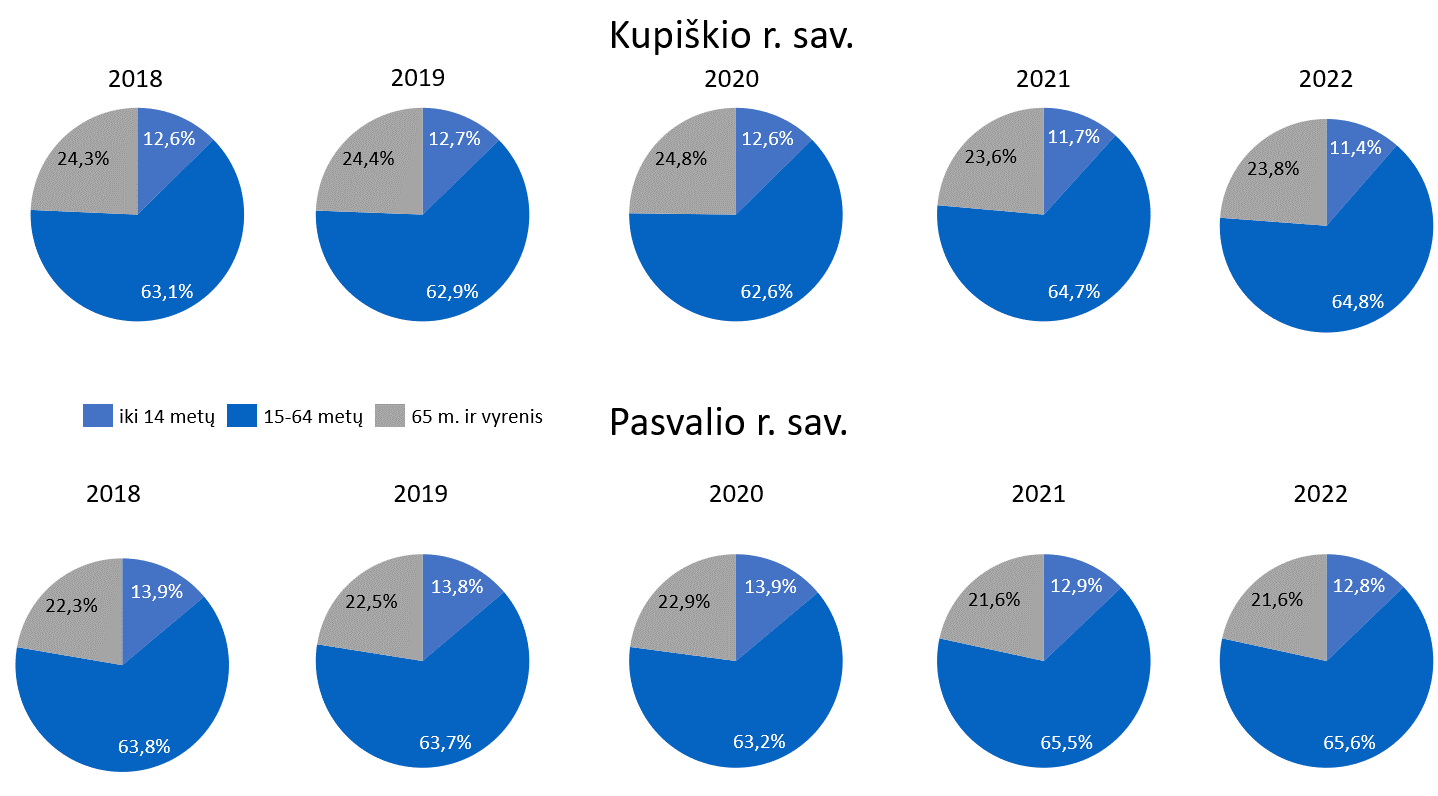 Kupiškio r. sav.
2018 2019 2020 2021 2022
12,6% 24,3% 63,1%
12,7% 24,4% 62,9%
12,6% 24,8% 62,6%
11,7% 23,6% 64,7%
11,4% 23,8% 64,8%
iki 14 metų 15-64 metų 65 m. ir vyrenis
Pasvalio r. sav.
2018 2019 2020 2021 2022
13,9% 22,3% 63,8%
13,8% 22,5% 63,7%
13,9% 22,9% 63,2%
12,9% 21,6% 65,5%
12,8% 21,6% 65,6%